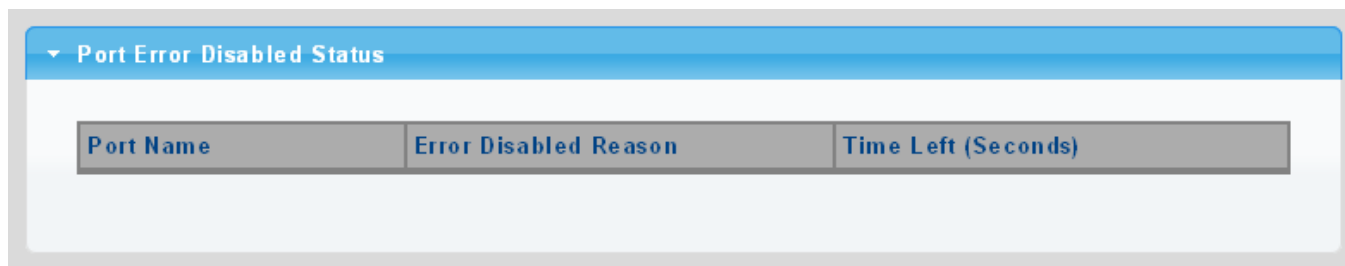 Port Error Disabled Status
Port Name Error Disabled Reason Time Left (Seconds)